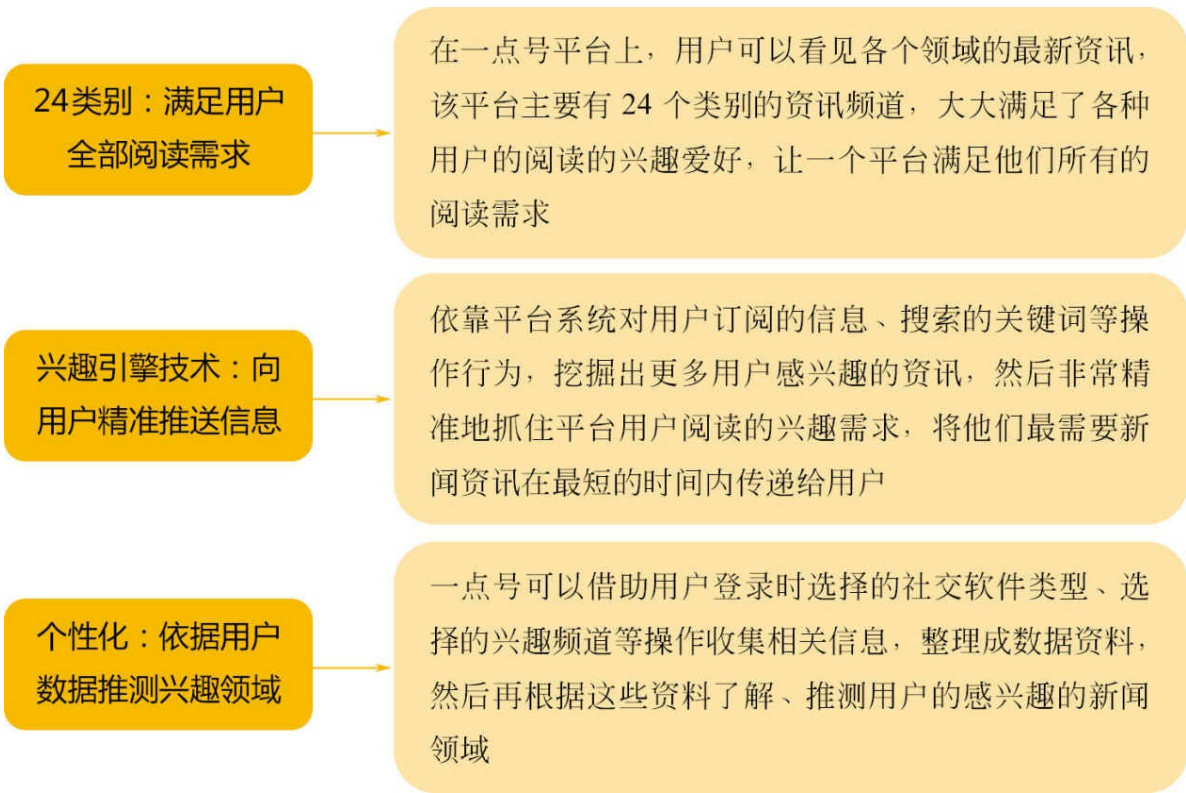 24类别：满足用户
全部阅读需求
在一点号平台上，用户可以看见各个领域的最新资讯，
该平台主要有 24 个类别的资讯频道，大大满足了各种
用户的阅读的兴趣爱好，让一个平台满足他们所有的
阅读需求
兴趣引擎技术：向
用户精准推送信息
依靠平台系统对用户订阅的信息、搜索的关键词等操
作行为，挖掘出更多用户感兴趣的资讯，然后非常精
准地抓住平台用户阅读的兴趣需求，将他们最需要新
闻资讯在最短的时间内传递给用户
个性化：依据用户
数据推测兴趣领域
一点号可以借助用户登录时选择的社交软件类型、选
择的兴趣频道等操作收集相关信息，整理成数据资料，
然后再根据这些资料了解、推测用户的感兴趣的新闻
领域